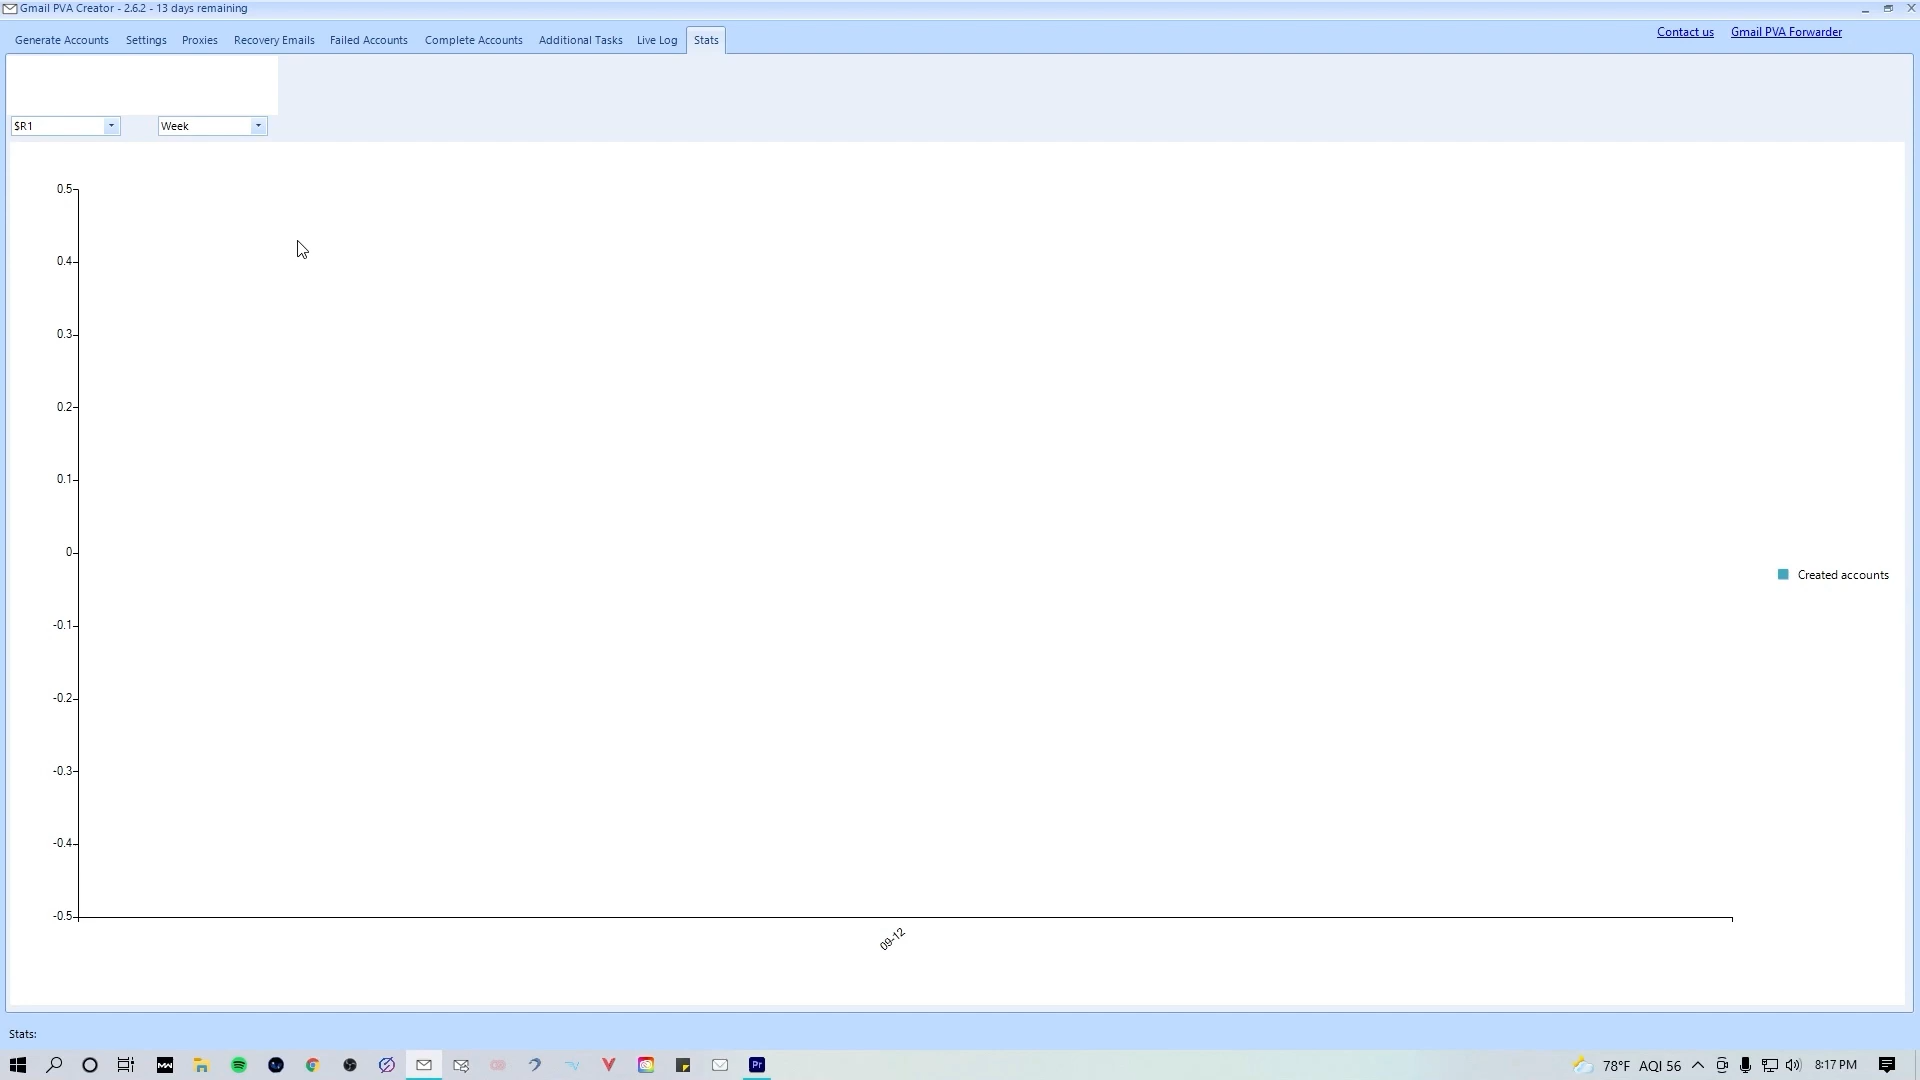 Gmail PVA Creator - 2.6.2 - 13 days remaining
Generate Accounts Settings Proxies Recovery Emails Failed Accounts Complete Accounts Additional Tasks Live Log Stats
Contact us Gmail PVA Forwarder
$R1 Week
0.5
0.4
0.3
0.2
0.1
0
-0.1
-0.2
-0.3
-0.4
-0.5
09-12
Created accounts
Stats:
MW Pr 78°F AQI 56 8:17 PM